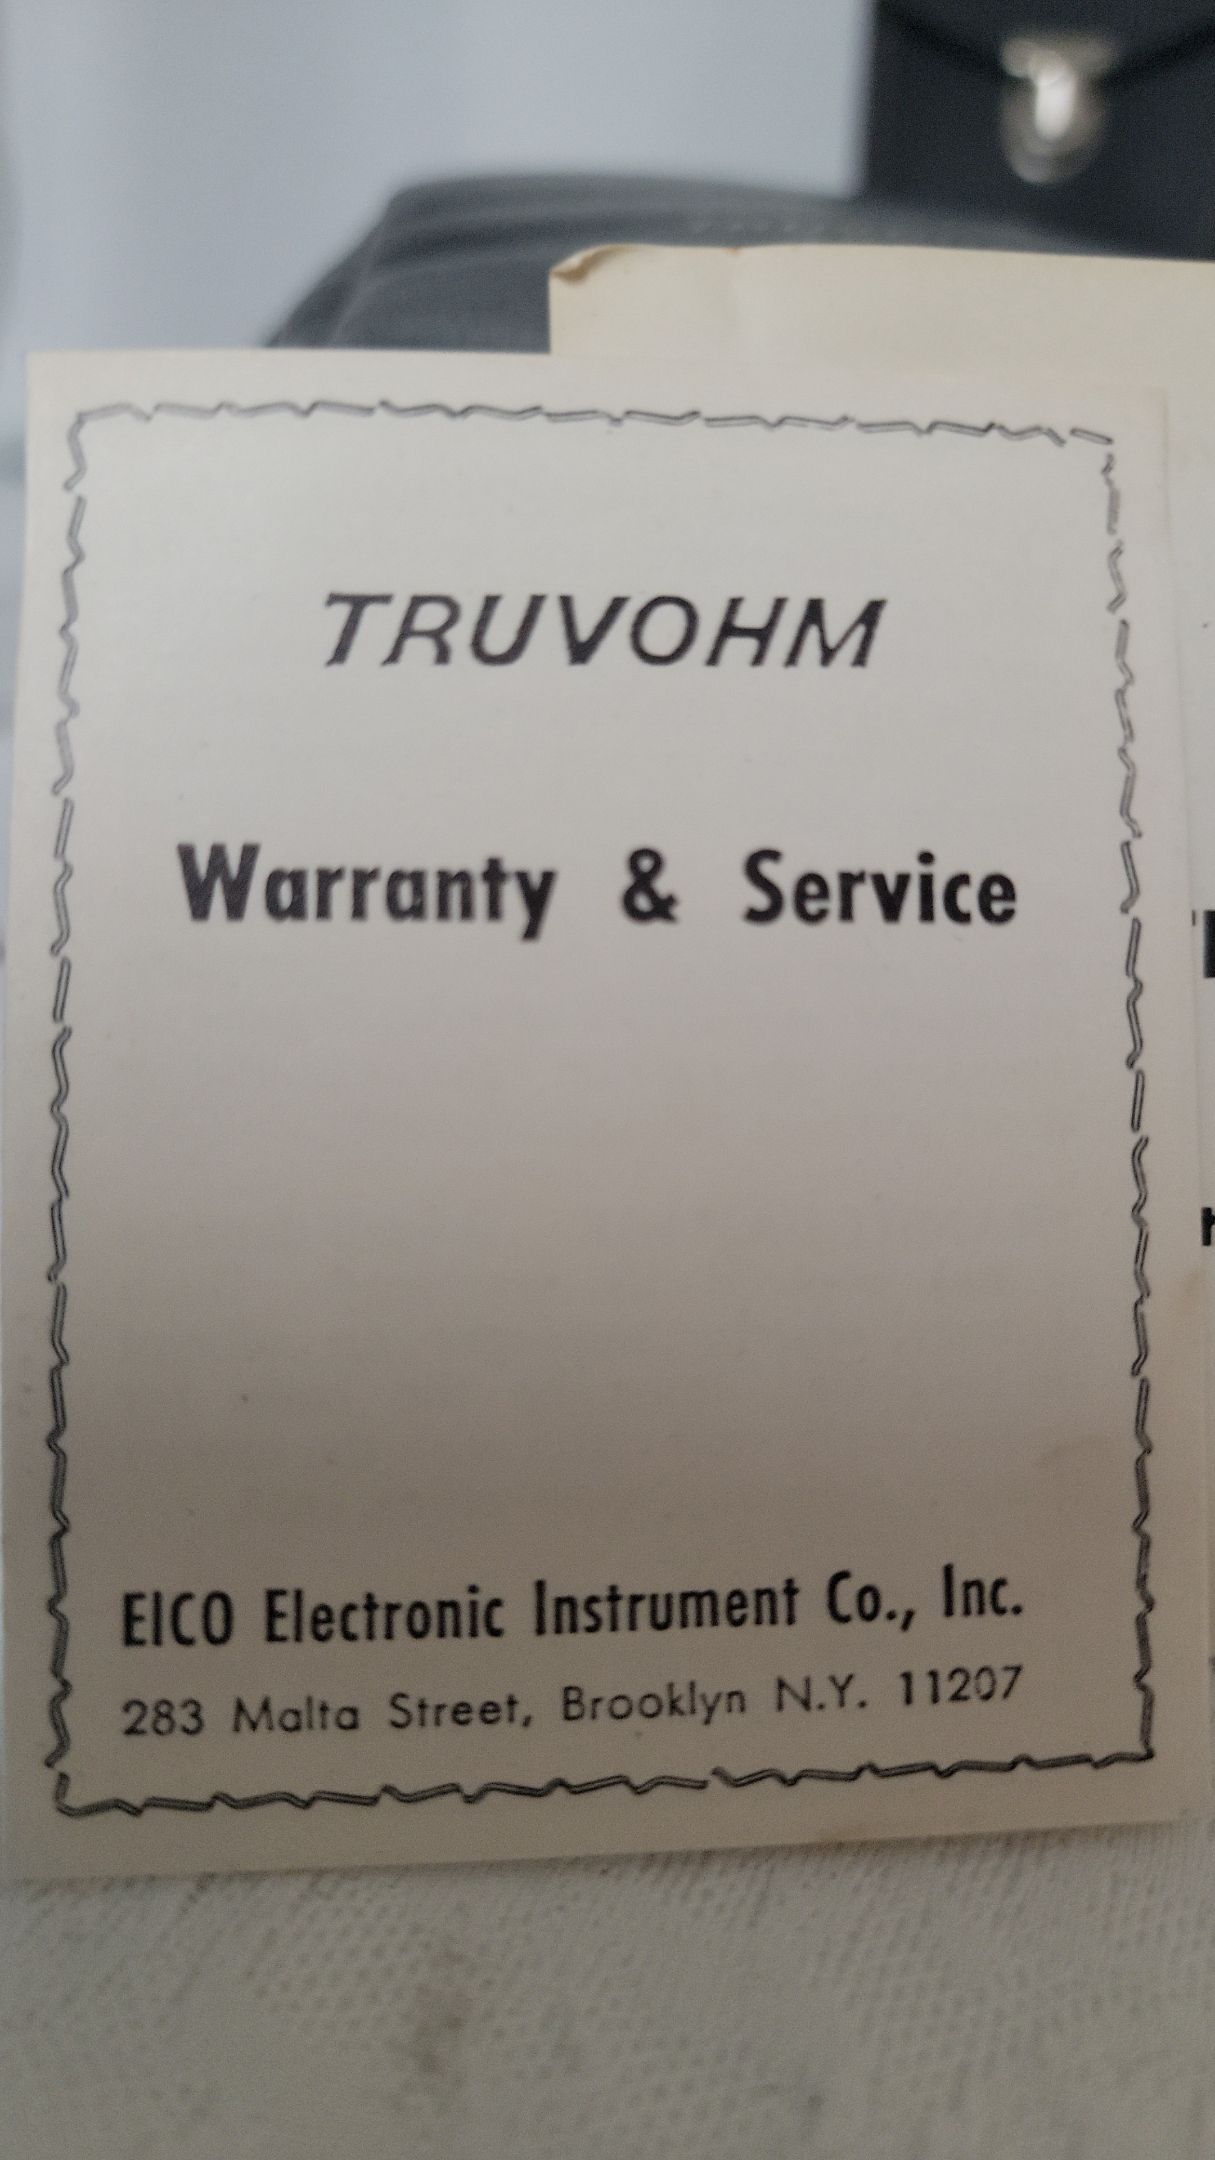 TRUVOHM
Warranty & Service
EICO Electronic Instrument Co., Inc.
283 Malta Street, Brooklyn N.Y. 11207